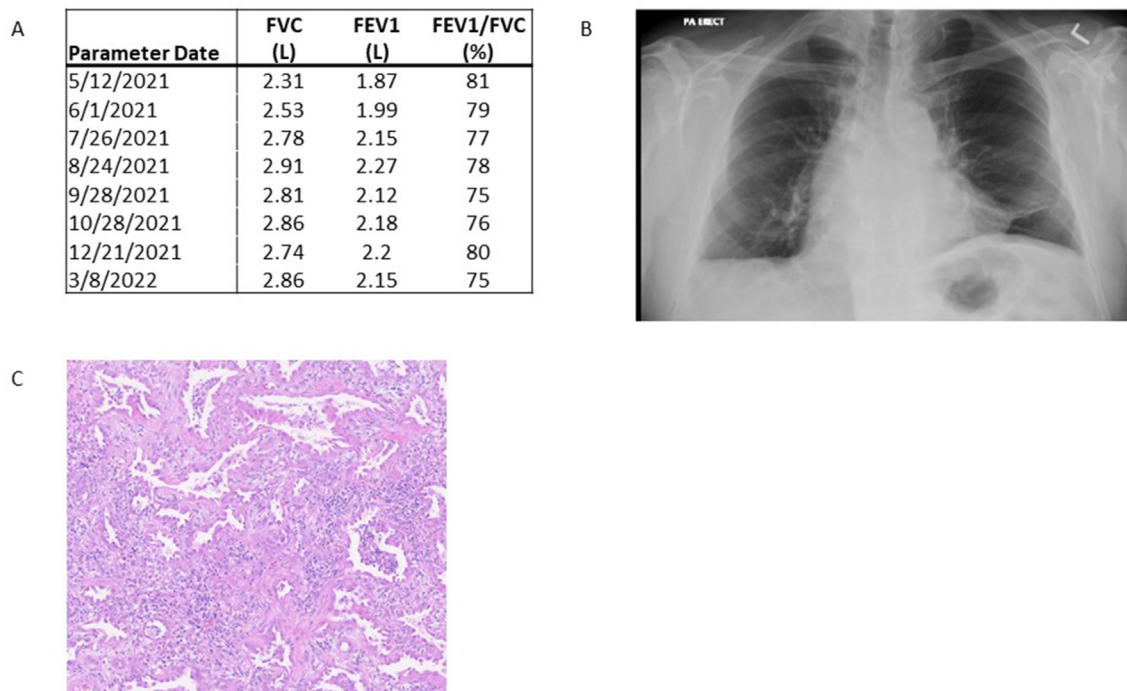 A
FVC FEV1 FEV1/FVC
Parameter Date (L) (L) (%)
5/12/2021 2.31 1.87 81
6/1/2021 2.53 1.99 79
7/26/2021 2.78 2.15 77
8/24/2021 2.91 2.27 78
9/28/2021 2.81 2.12 75
10/28/2021 2.86 2.18 76
12/21/2021 2.74 2.2 80
3/8/2022 2.86 2.15 75
B
PA ERECT
L
C